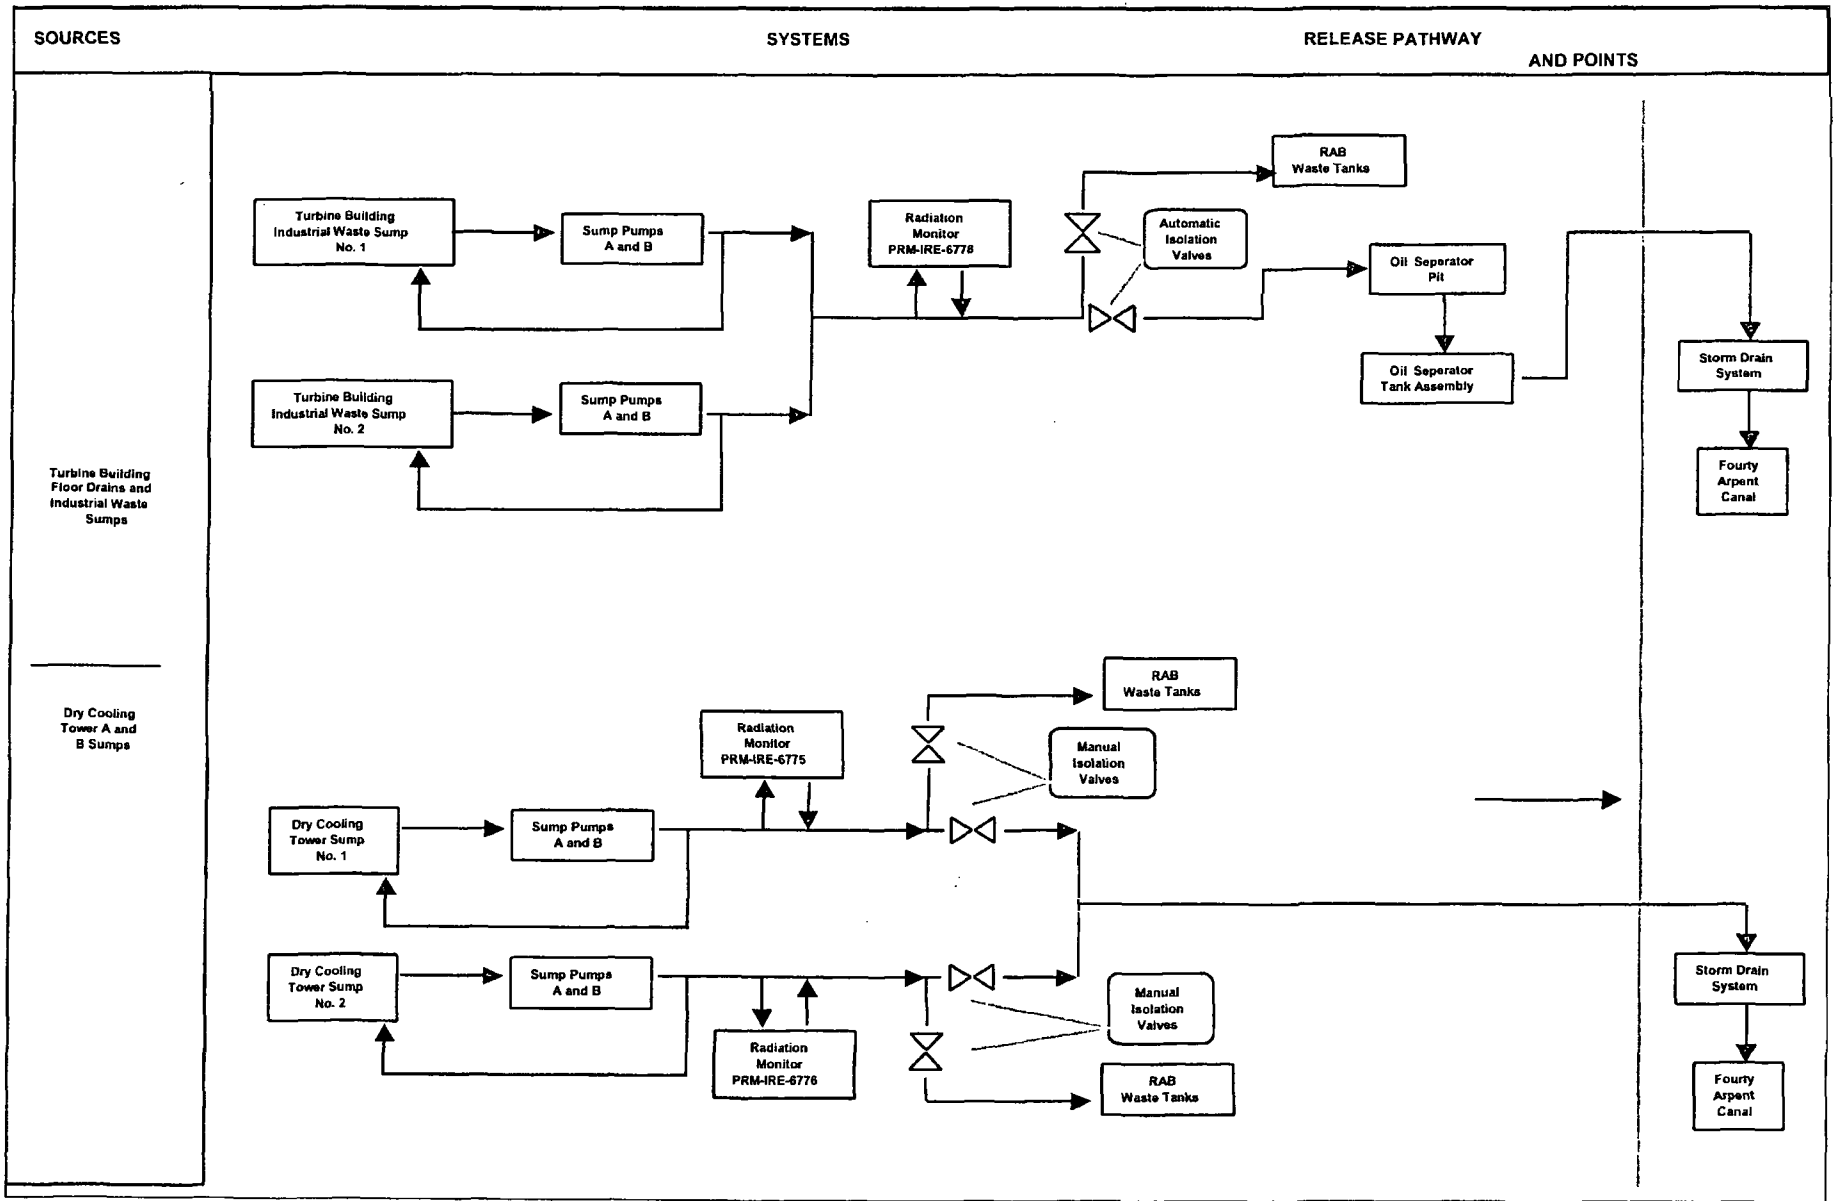 SOURCES
SYSTEMS
RELEASE PATHWAY
AND POINTS
RAB
Waste Tanks
Turbine Building
Industrial Waste Sump
No. 1
Sump Pumps
A and B
Radiation
Monitor
PRM-IRE-6778
Automatic
Isolation
Valves
Oil Seperator
Pit
Storm Drain
System
Oil Seperator
Tank Assembly
Turbine Building
Industrial Waste Sump
No. 2
Sump Pumps
A and B
Fourty
Arpent
Canal
Turbine Building
Floor Drains and
Industrial Waste
Sumps
Dry Cooling
Tower A and
B Sumps
RAB
Waste Tanks
Radiation
Monitor
PRM-IRE-6775
Manual
Isolation
Valves
Dry Cooling
Tower Sump
No. 1
Sump Pumps
A and B
Dry Cooling
Tower Sump
No. 2
Sump Pumps
A and B
Manual
Isolation
Valves
Storm Drain
System
Radiation
Monitor
PRM-IRE-6776
RAB
Waste Tanks
Fourty
Arpent
Canal